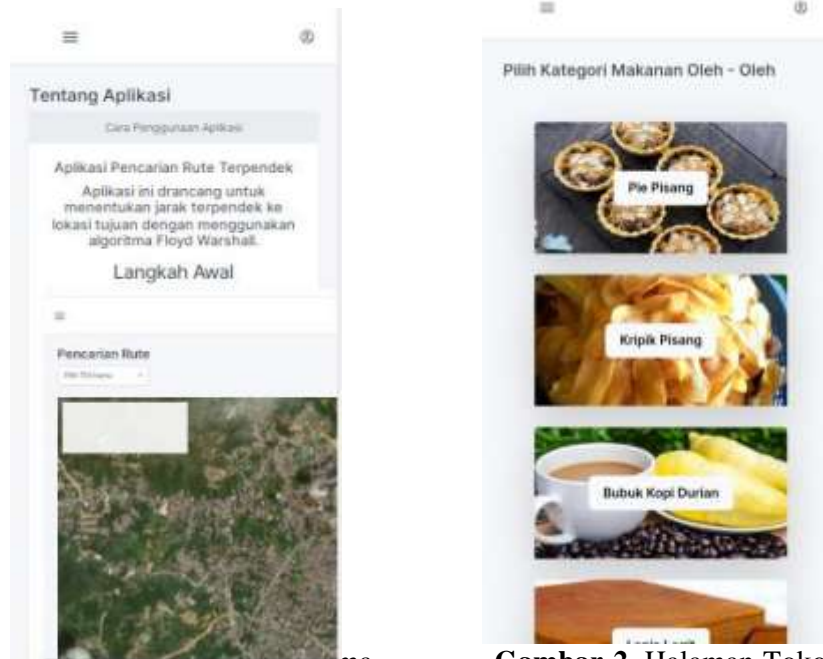 Tentang Aplikasi
Cara Penggunaan Aplikasi
Aplikasi Pencarian Rute Terpendek
Aplikasi ini drancang untuk
menentukan jarak terpendek ke
lokasi tujuan dengan menggunakan
algoritma Floyd Warshall.
Langkah Awal
Pencarian Rute
Pilih Kategori Makanan Oleh - Oleh
Pie Pisang
Kripik Pisang
Bubuk Kopi Durian
Lapis Legit
Gambar 2. Halaman Toko